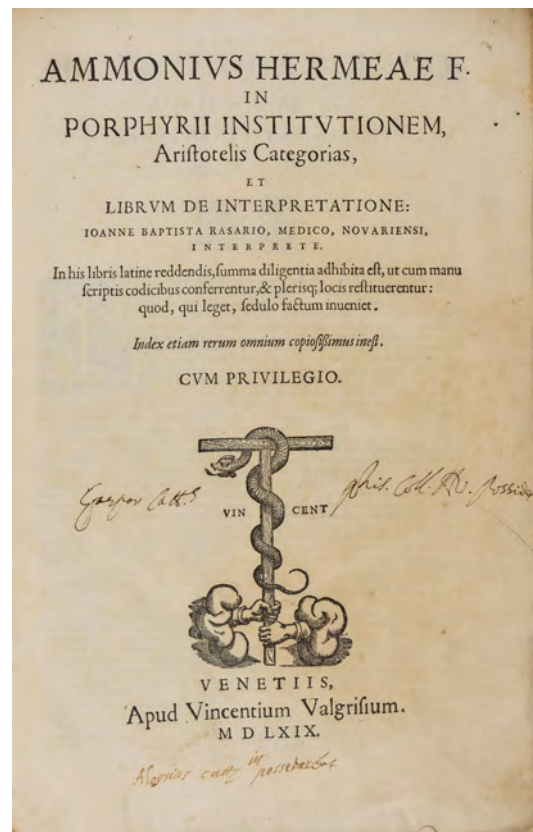 AMMONIVS HERMEAE F.
IN
PORPHYRII INSTITVTIONEM,
Ariſtotelis Categorias,
ET
LIBRVM DE INTERPRETATIONE:
IOANNE BAPTISTA RASARIO, MEDICO, NOVARIENSI,
INTERPRETE.
In his libris latine reddendis, ſumma diligentia adhibita eſt, ut cum manu
ſcriptis codicibus conferrentur, & plerisq; locis reſtituerentur:
quod, qui leget, ſedulo factum inueniet.
Index etiam rerum omnium copioſiſſimus ineſt.
CVM PRIVILEGIO.
VIN CENT
VENETIIS,
Apud Vincentium Valgriſium.
M D LXIX.